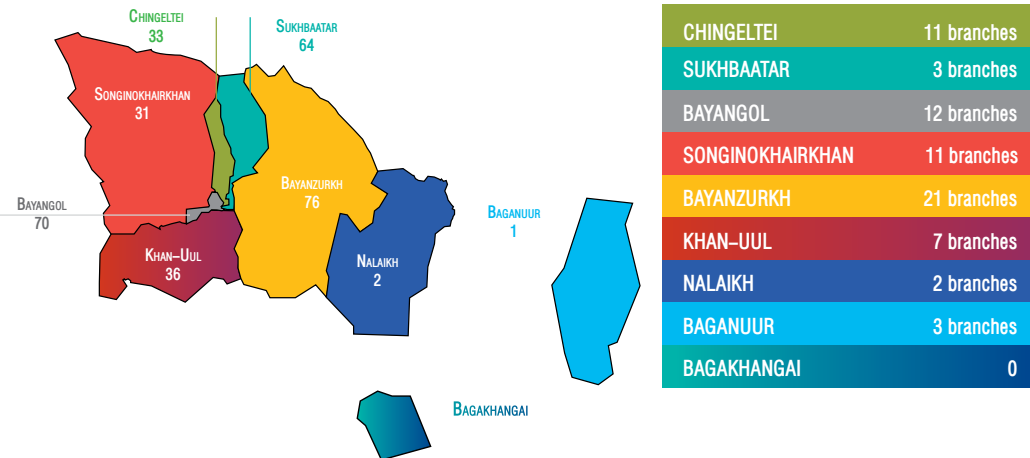 Chingeltei
33
Sukhbaatar
64
Songinokhairkhan
31
Bayanzurkh
76
Bayangol
70
Khan–Uul
36
Nalaikh
2
Baganuur
1
Bagakhangai
CHINGELTEI 11 branches
SUKHBAATAR 3 branches
BAYANGOL 12 branches
SONGINOKHAIRKHAN 11 branches
BAYANZURKH 21 branches
KHAN–UUL 7 branches
NALAIKH 2 branches
BAGANUUR 3 branches
BAGAKHANGAI 0